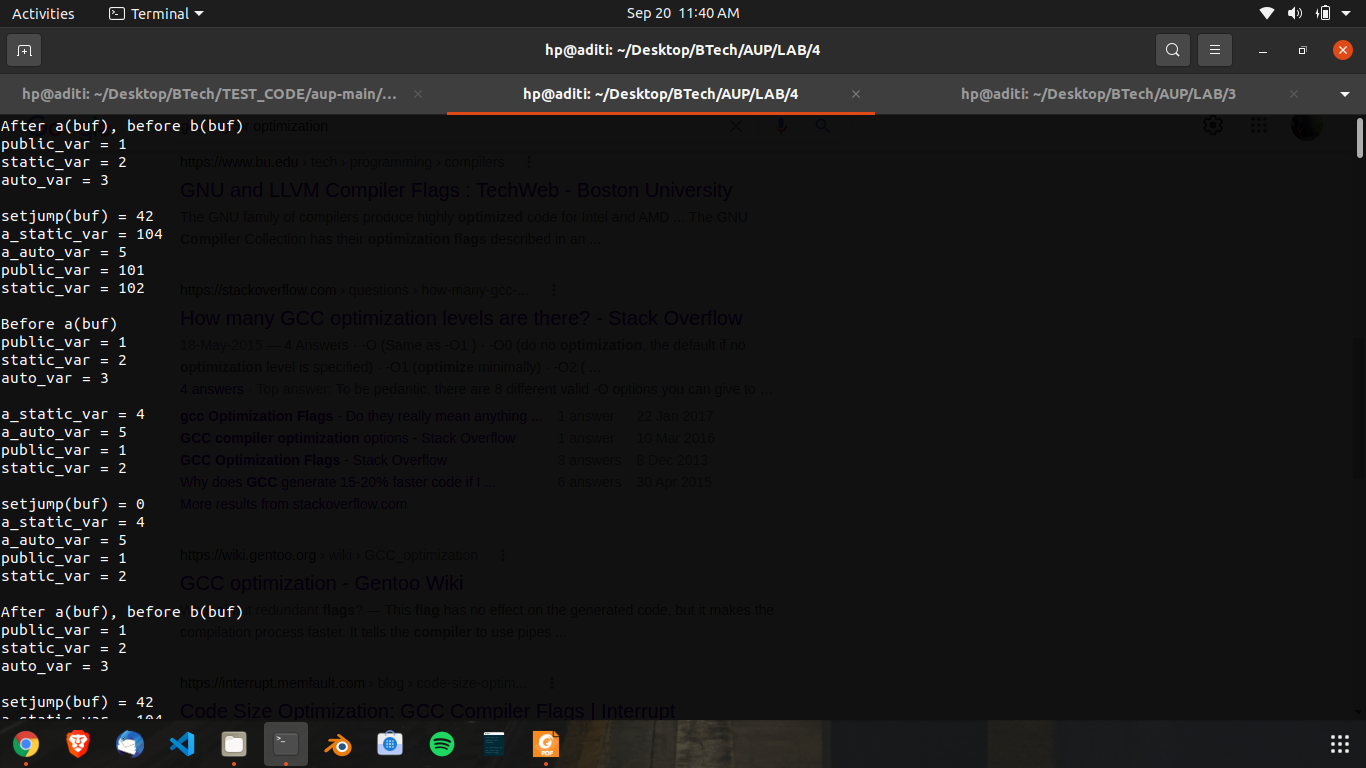 Activities Terminal Sep 20 11:40 AM
hp@aditi: ~/Desktop/BTech/AUP/LAB/4
hp@aditi: ~/Desktop/BTech/TEST_CODE/aup-main/... hp@aditi: ~/Desktop/BTech/AUP/LAB/4 hp@aditi: ~/Desktop/BTech/AUP/LAB/3
After a(buf), before b(buf)
optimization
public_var = 1
static_var = 2
https://www.bu.edu › tech › programming › compilers
auto_var = 3
GNU and LLVM Compiler Flags : TechWeb - Boston University
setjump(buf) = 42
The GNU family of compilers produce highly optimized code for Intel and AMD ... The GNU
a_static_var = 104
Compiler Collection has their optimization flags described in an ...
a_auto_var = 5
public_var = 101
static_var = 102
https://stackoverflow.com › questions › how-many-gcc-...
Before a(buf)
How many GCC optimization levels are there? - Stack Overflow
public_var = 1
18-May-2015 — 4 Answers · -O (Same as -O1 ) · -O0 (do no optimization, the default if no
static_var = 2
optimization level is specified) · -O1 (optimize minimally) · -O2 ( ...
auto_var = 3
4 answers · Top answer: To be pedantic, there are 8 different valid -O options you can give to ...
a_static_var = 4
gcc Optimization Flags - Do they really mean anything ... 1 answer 22 Jan 2017
a_auto_var = 5
GCC compiler optimization options - Stack Overflow 1 answer 10 Mar 2016
public_var = 1
GCC Optimization Flags - Stack Overflow 3 answers 8 Dec 2013
static_var = 2
Why does GCC generate 15-20% faster code if I ... 6 answers 30 Apr 2015
setjump(buf) = 0
More results from stackoverflow.com
a_static_var = 4
a_auto_var = 5
public_var = 1
https://wiki.gentoo.org › wiki › GCC_optimization
static_var = 2
GCC optimization - Gentoo Wiki
After a(buf), before b(buf)
redundant flags? — This flag has no effect on the generated code, but it makes the
public_var = 1
compilation process faster. It tells the compiler to use pipes ...
static_var = 2
auto_var = 3
https://interrupt.memfault.com › blog › code-size-optim...
setjump(buf) = 42
Code Size Optimization: GCC Compiler Flags | Interrupt
a_static_var = 104
PDF